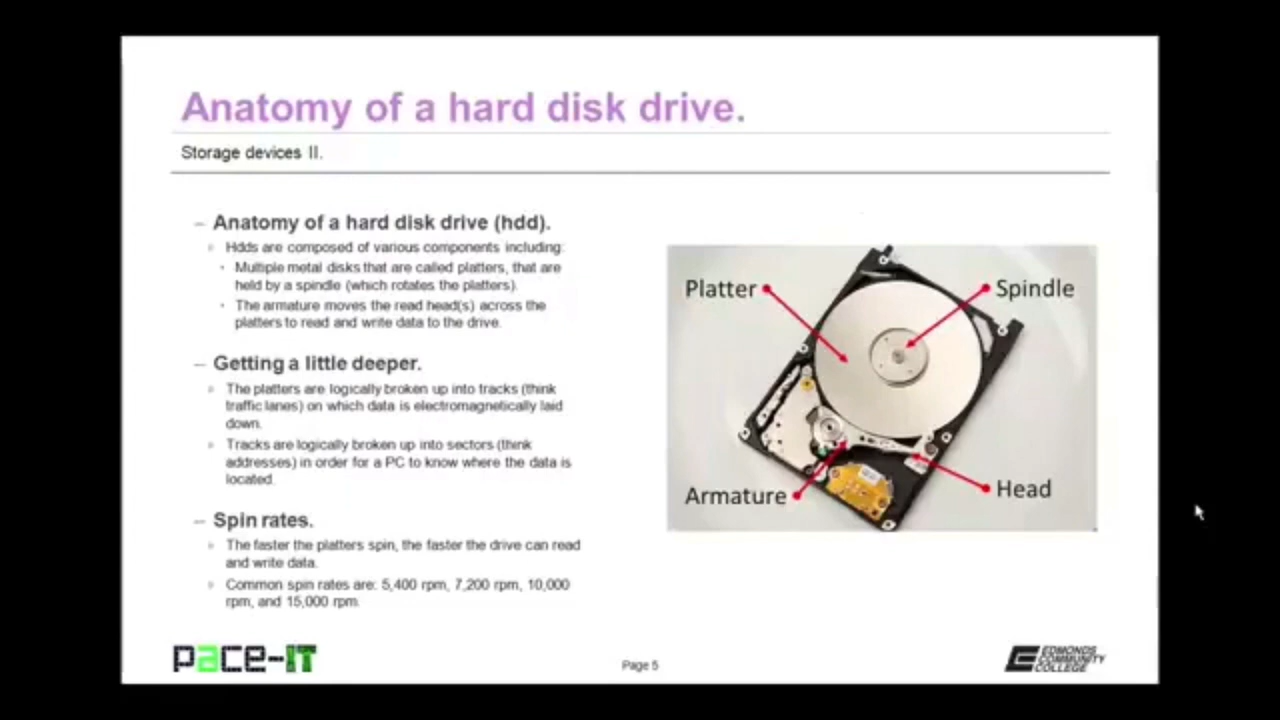 Anatomy of a hard disk drive.
Storage devices II.
– Anatomy of a hard disk drive (hdd).
» Hdds are composed of various components including:
• Multiple metal disks that are called platters, that are
held by a spindle (which rotates the platters).
• The armature moves the read head(s) across the
platters to read and write data to the drive.
– Getting a little deeper.
» The platters are logically broken up into tracks (think
traffic lanes) on which data is electromagnetically laid
down.
» Tracks are logically broken up into sectors (think
addresses) in order for a PC to know where the data is
located.
– Spin rates.
» The faster the platters spin, the faster the drive can read
and write data.
» Common spin rates are: 5,400 rpm, 7,200 rpm, 10,000
rpm, and 15,000 rpm.
Platter
Spindle
Armature
Head
pace-IT
Page 5
EDMONDS
COMMUNITY
COLLEGE